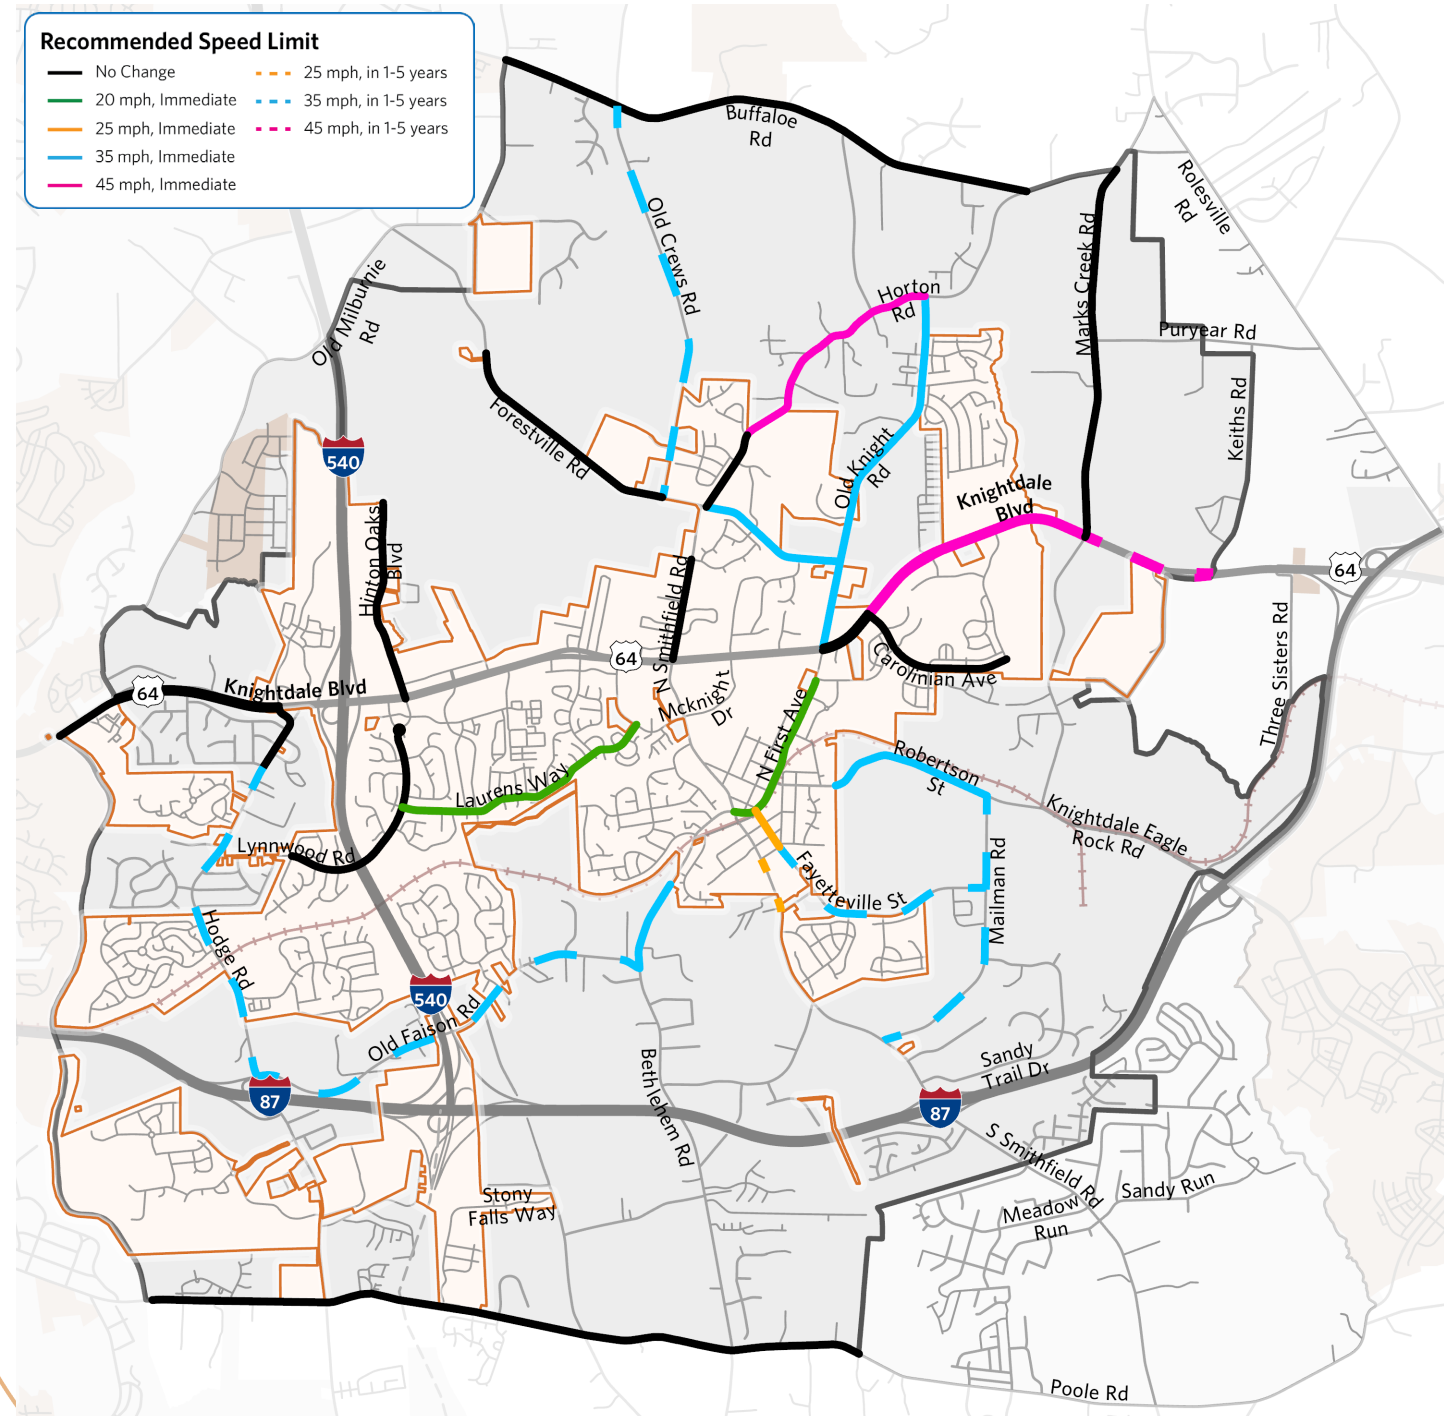 Recommended Speed Limit
No Change
20 mph, Immediate
25 mph, Immediate
35 mph, Immediate
45 mph, Immediate
25 mph, in 1-5 years
35 mph, in 1-5 years
45 mph, in 1-5 years
Buffaloe
Rd
Rolesville
Rd
Old Crews Rd
Marks Creek Rd
Old Milburnie
Rd
Horton
Rd
Puryear Rd
Keiths Rd
Forestville Rd
540
Old Knight
Rd
Knightdale
Blvd
Hinton Oaks
Blvd
64
N Smithfield Rd
64
Three Sisters Rd
Carolinian Ave
64
Knightdale Blvd
Mcknight
Dr
N First Ave
Laurens Way
Robertson
St
Knightdale Eagle
Rock Rd
Lynnwood Rd
Fayetteville St
Mailman Rd
Hodge Rd
540
Old Faison Rd
Bethlehem Rd
Sandy
Trail Dr
87
87
S Smithfield Rd
Sandy Run
Meadow
Run
Stony
Falls Way
Poole Rd